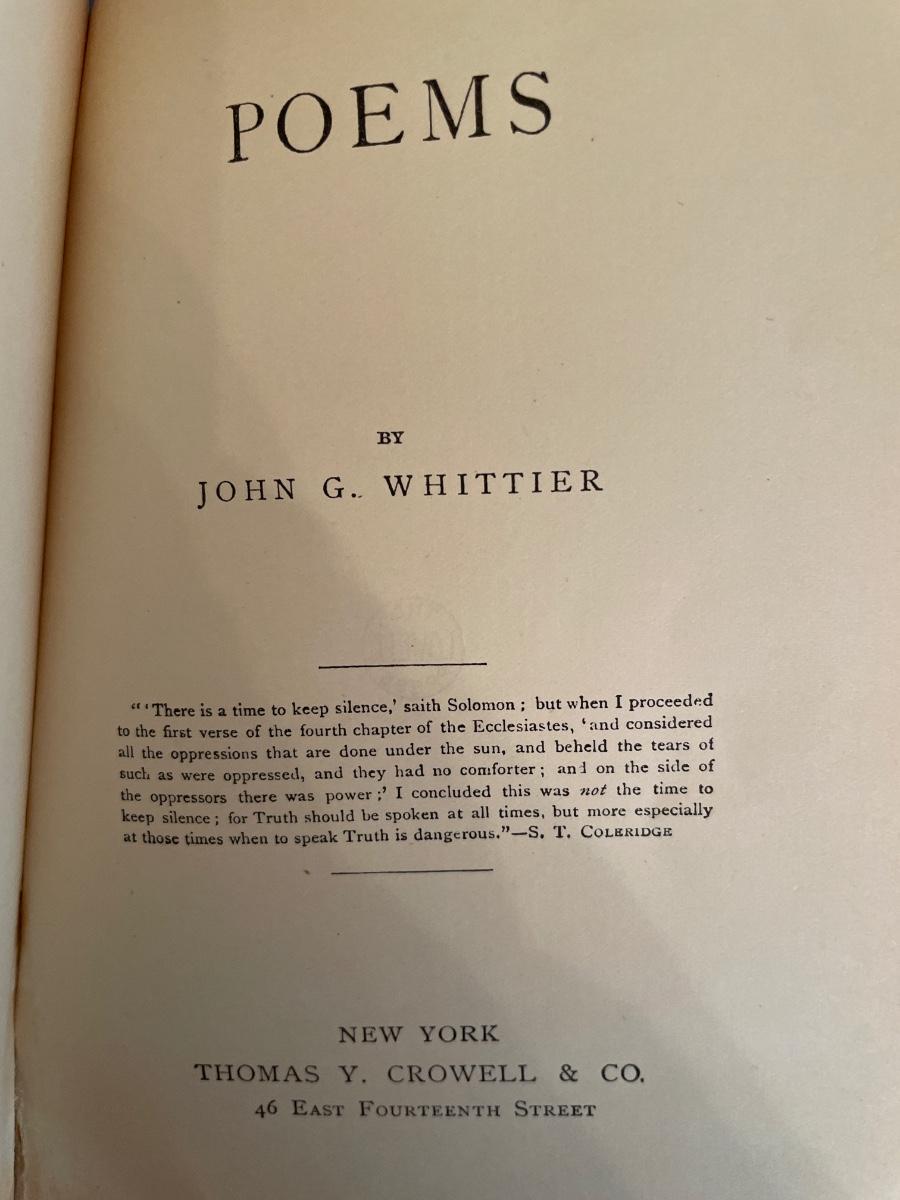 POEMS
BY
JOHN G. WHITTIER
“‘There is a time to keep silence,’ saith Solomon ; but when I proceeded
to the first verse of the fourth chapter of the Ecclesiastes, ‘and considered
all the oppressions that are done under the sun, and beheld the tears of
such as were oppressed, and they had no comforter ; and on the side of
the oppressors there was power ;’ I concluded this was not the time to
keep silence ; for Truth should be spoken at all times, but more especially
at those times when to speak Truth is dangerous.”—S. T. COLERIDGE
NEW YORK
THOMAS Y. CROWELL & CO.
46 EAST FOURTEENTH STREET